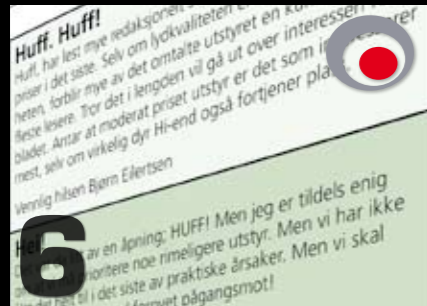 Huff. Huff!
Huff, har lest mye redaksjonelt
priser i det siste. Selv om lydkvaliteten
heten, forblir mye av det omtalte utstyret en
fleste lesere. Tror det i lengden vil gå ut over interessen
bladet. Antar at moderat priset utstyr er det som
mest, selv om virkelig dyr Hi-end også fortjener
Vennlig hilsen Bjørn Eilertsen
av en åpning; HUFF! Men jeg er tildels enig
prioritere noe rimeligere utstyr. Men vi har ikke
til i det siste av praktiske årsaker. Men vi skal
pågangsmot!
6